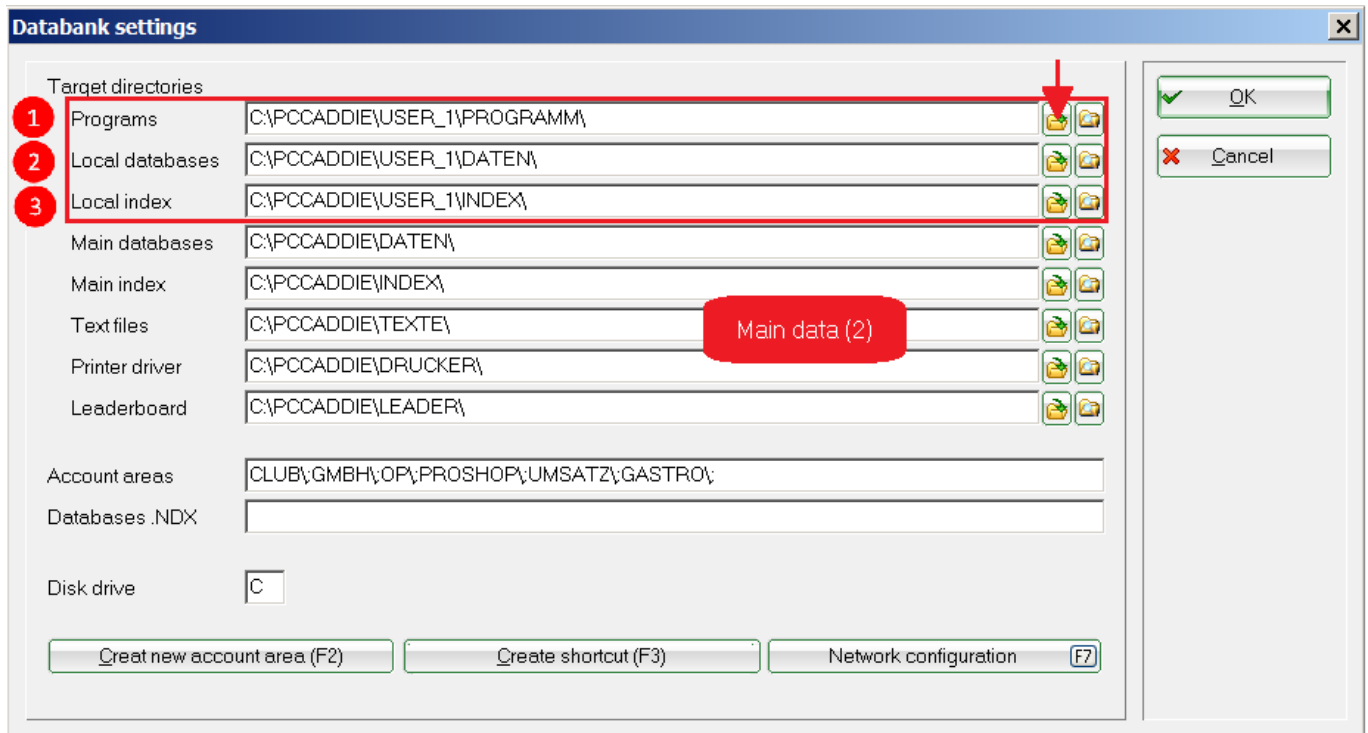 Databank settings
Target directories
1 Programs C:\PCCADDIE\USER_1\PROGRAMM\
2 Local databases C:\PCCADDIE\USER_1\DATEN\
3 Local index C:\PCCADDIE\USER_1\INDEX\
Main databases C:\PCCADDIE\DATEN\
Main index C:\PCCADDIE\INDEX\
Text files C:\PCCADDIE\TEXTE\
Main data (2)
Printer driver C:\PCCADDIE\DRUCKER\
Leaderboard C:\PCCADDIE\LEADER\
Account areas CLUB\;GMBH\;OP\;PROSHOP\;UMSATZ\;GASTRO\;
Databases .NDX
Disk drive C
Creat new account area (F2) Create shortcut (F3) Network configuration F7
OK
Cancel